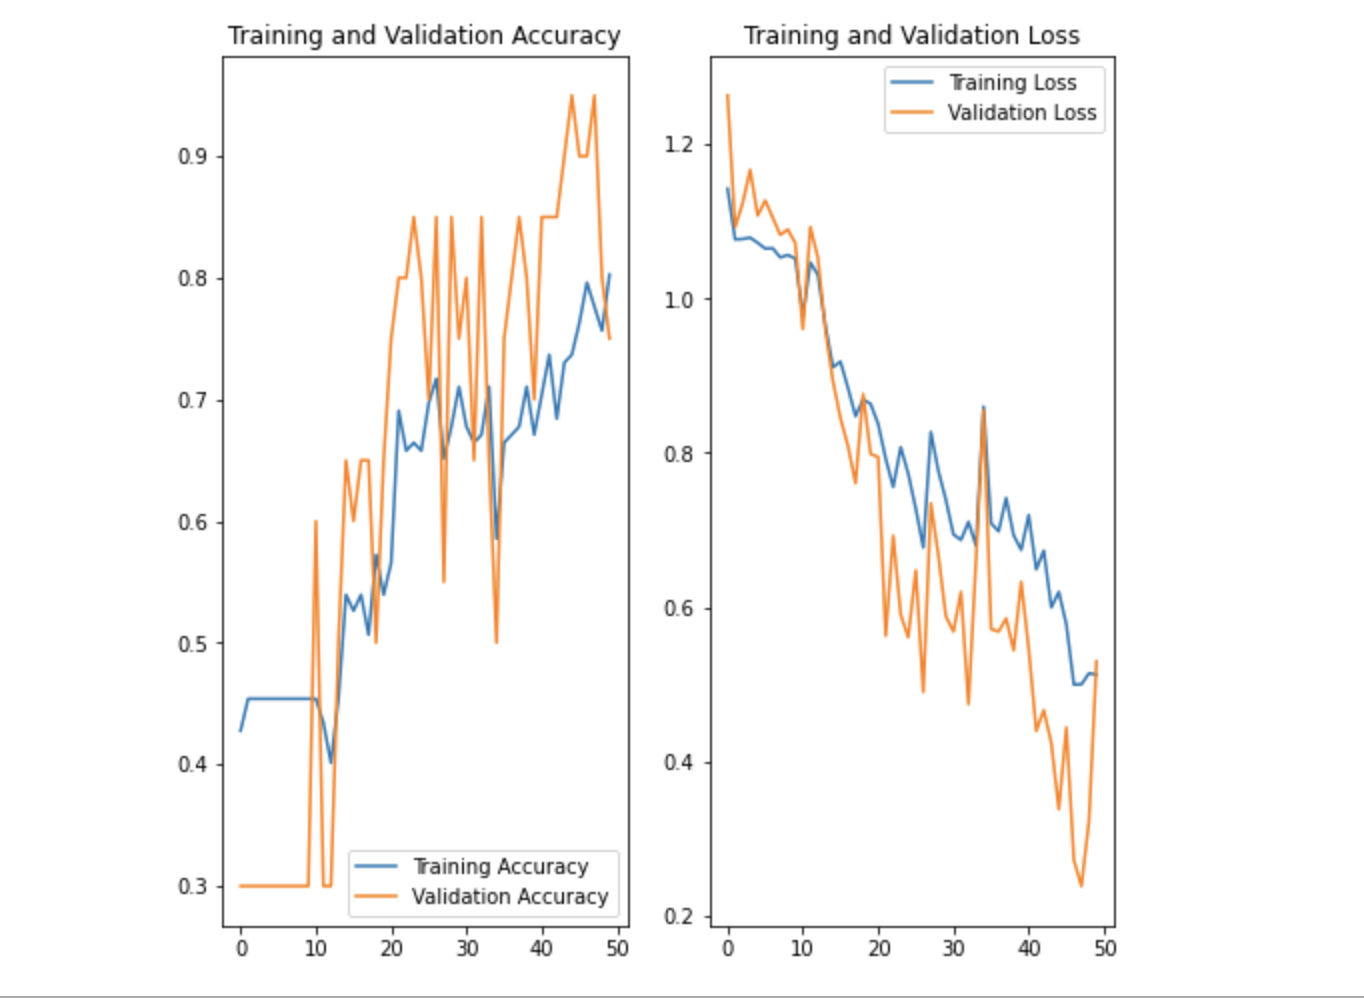 Training and Validation Accuracy
0.9
0.8
0.7
0.6
0.5
0.4
0.3
Training Accuracy
Validation Accuracy
0 10 20 30 40 50
Training and Validation Loss
Training Loss
Validation Loss
1.2
1.0
0.8
0.6
0.4
0.2
0 10 20 30 40 50